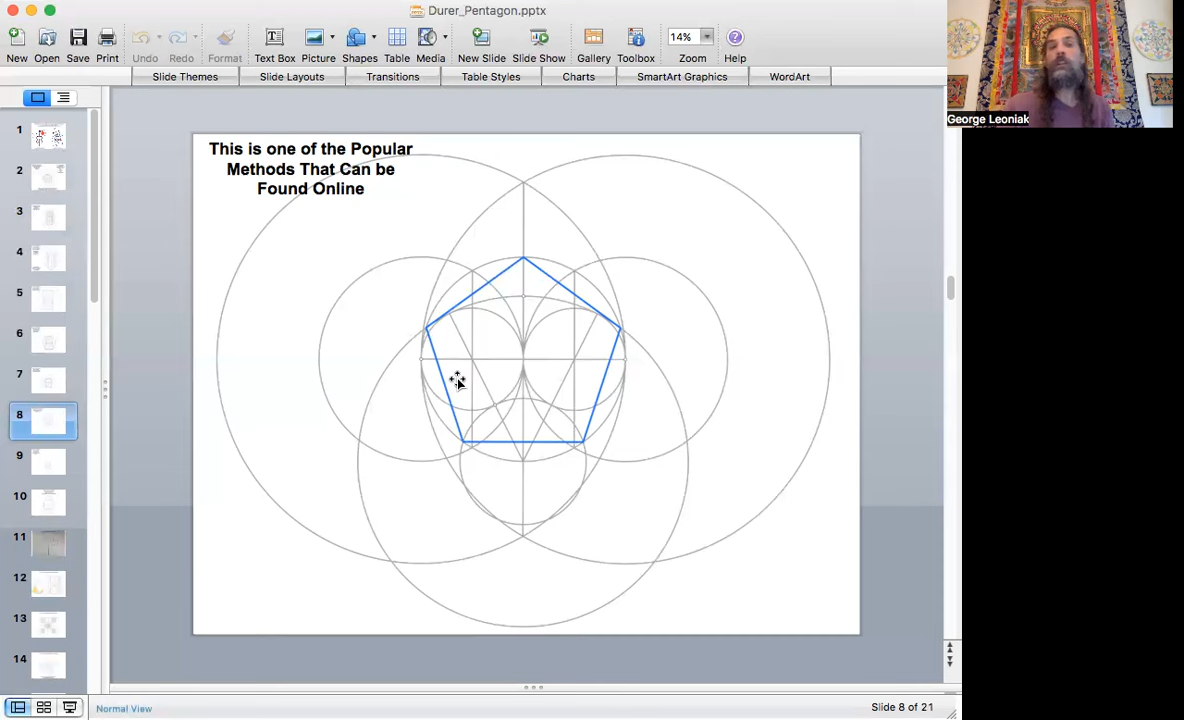 Durer_Pentagon.pptx
New Open Save Print Undo Redo Format Text Box Picture Shapes Table Media New Slide Slide Show Gallery Toolbox Zoom Help
14%
Slide Themes Slide Layouts Transitions Table Styles Charts SmartArt Graphics WordArt
George Leoniak
1
2
3
4
5
6
7
8
9
10
11
12
13
14
This is one of the Popular
Methods That Can be
Found Online
Normal View
Slide 8 of 21